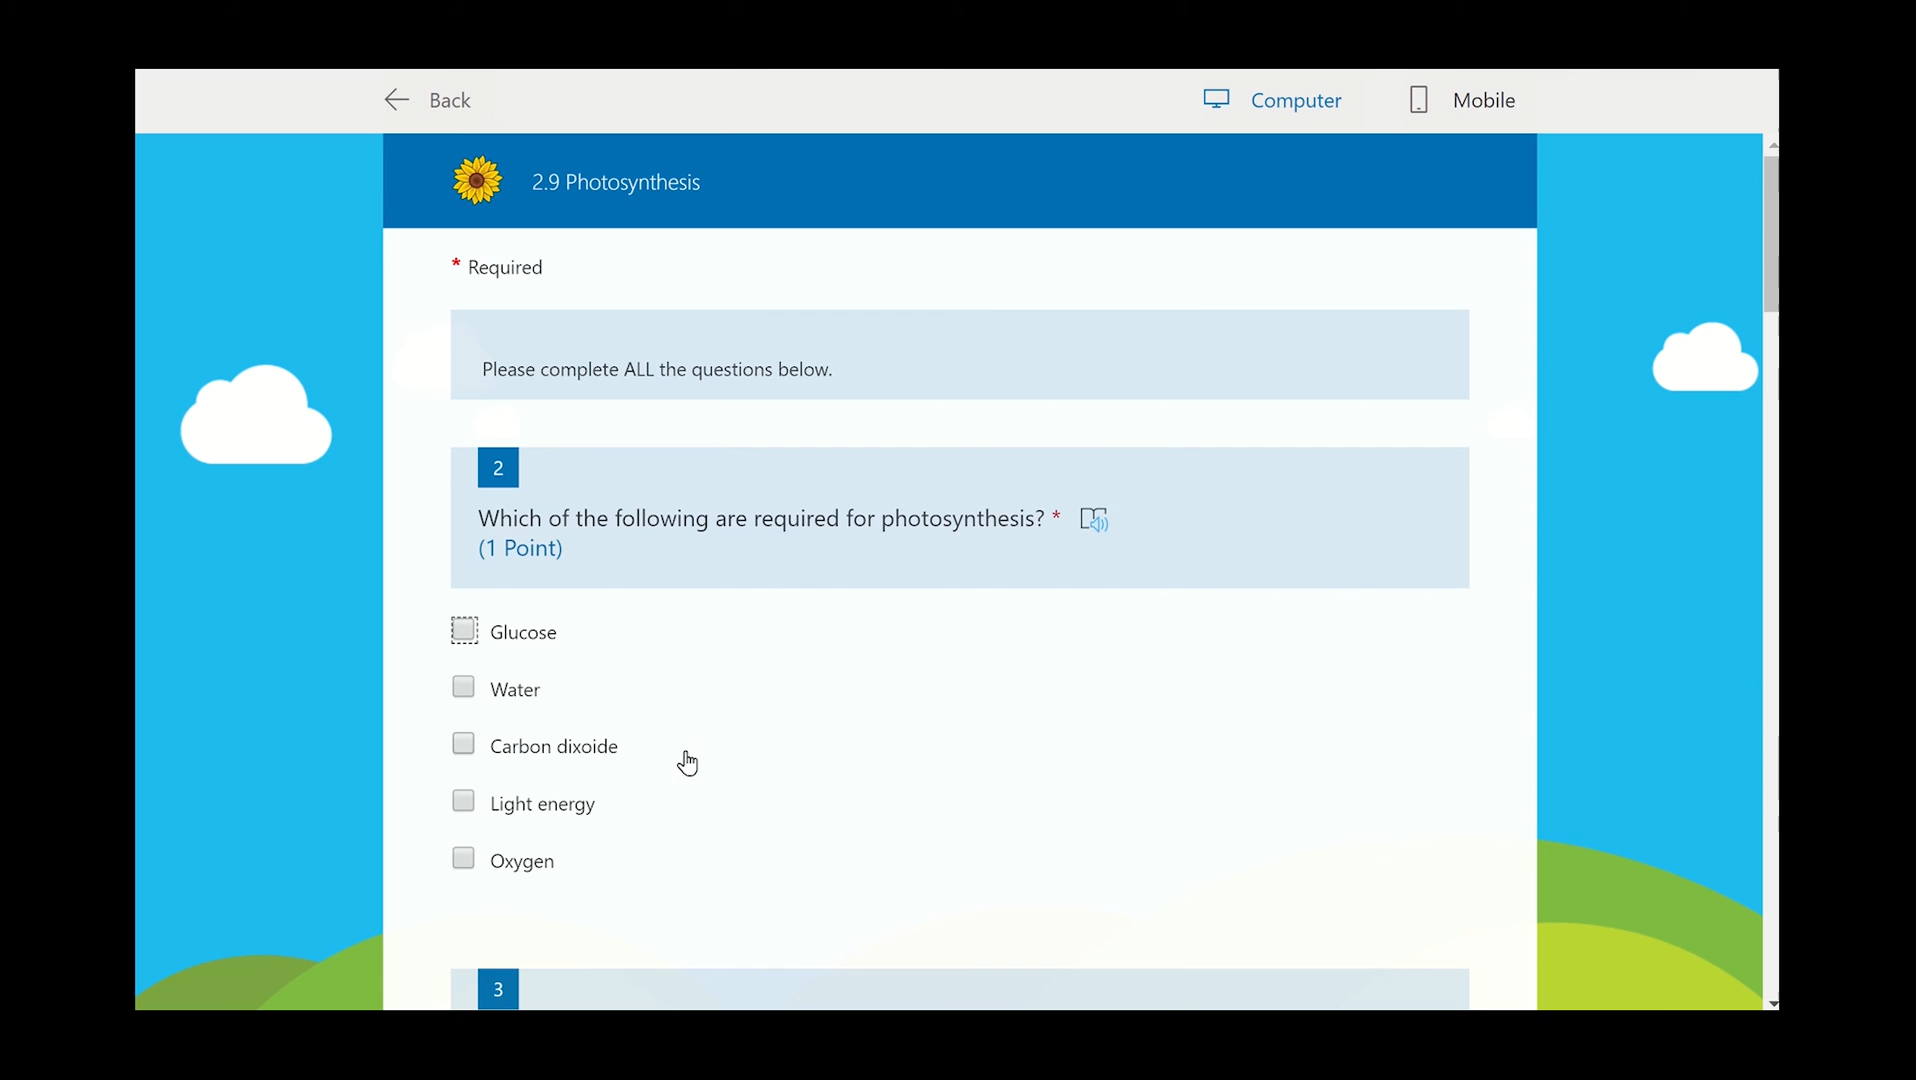 Back
Computer
Mobile
2.9 Photosynthesis
* Required
Please complete ALL the questions below.
2
Which of the following are required for photosynthesis? *
(1 Point)
Glucose
Water
Carbon dixoide
Light energy
Oxygen
3